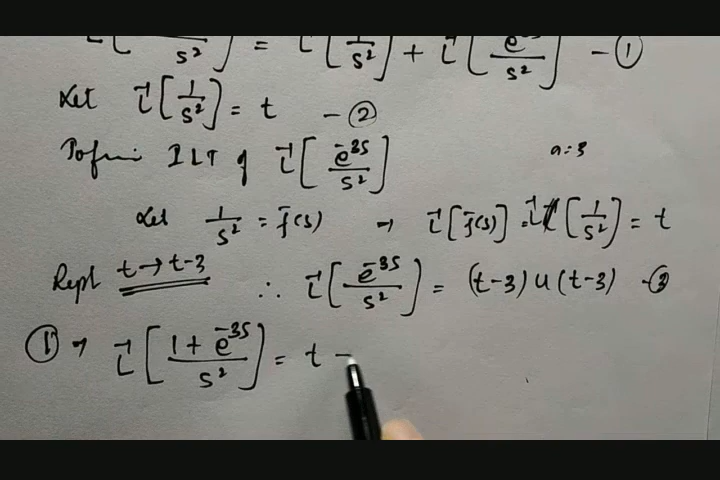 L⁻¹[ s² ] = L⁻¹[1/s²] + L⁻¹[e⁻³ˢ/s²] – ①
Let L⁻¹[1/s²] = t – ②
ILT of L⁻¹[e⁻³ˢ/s²] a=3
Let 1/s² = f̄(s) → L⁻¹[f̄(s)] = L⁻¹[1/s²] = t
Repl t→t-3 ∴ L⁻¹[e⁻³ˢ/s²] = (t-3) u(t-3) – ③
① → L⁻¹[1+e⁻³ˢ/s²] = t –